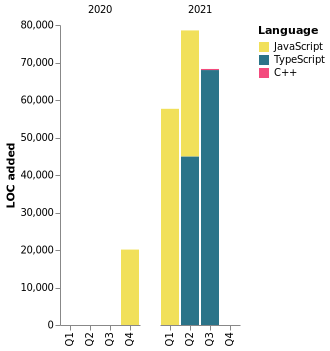 2020
2021
Language
JavaScript
TypeScript
C++
LOC added
80,000
70,000
60,000
50,000
40,000
30,000
20,000
10,000
0
Q1
Q2
Q3
Q4
Q1
Q2
Q3
Q4